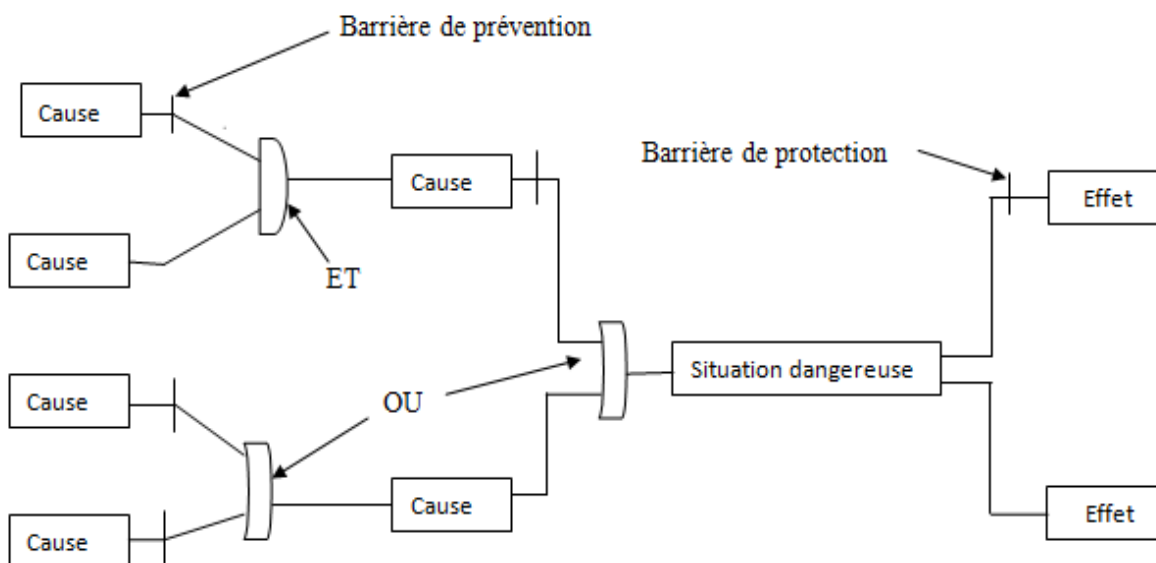 Barrière de prévention
Cause
Barrière de protection
Cause
Effet
Cause
ET
Situation dangereuse
Cause
OU
Cause
Effet
Cause